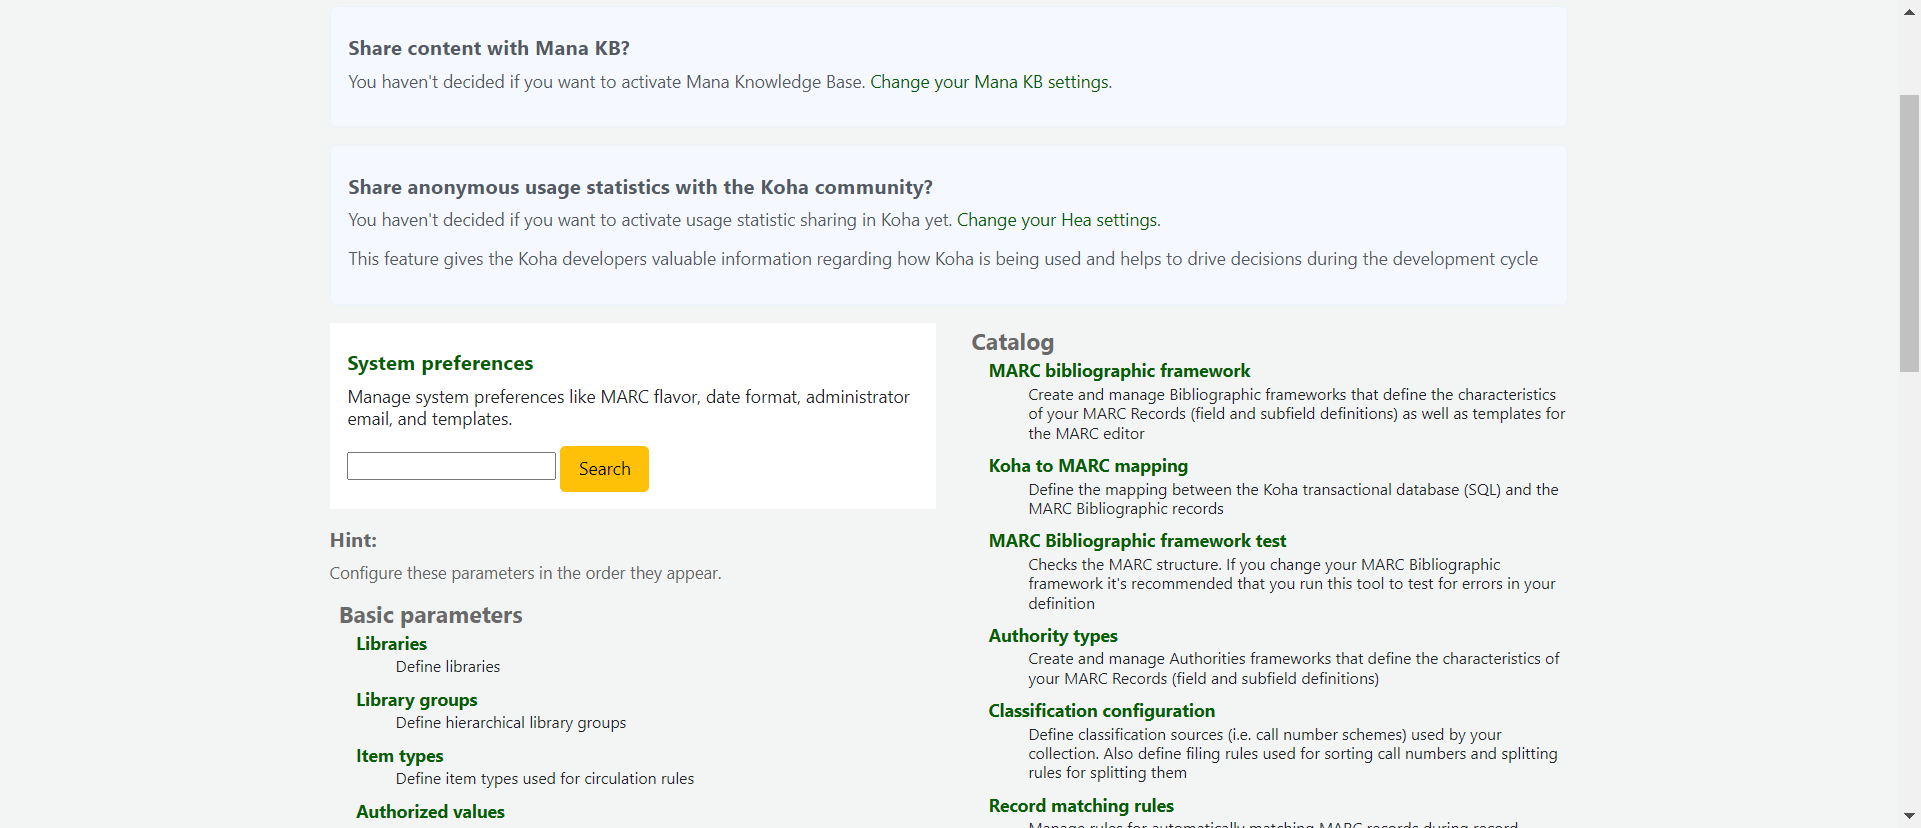 Share content with Mana KB?
You haven't decided if you want to activate Mana Knowledge Base. Change your Mana KB settings.
Share anonymous usage statistics with the Koha community?
You haven't decided if you want to activate usage statistic sharing in Koha yet. Change your Hea settings.
This feature gives the Koha developers valuable information regarding how Koha is being used and helps to drive decisions during the development cycle
System preferences
Manage system preferences like MARC flavor, date format, administrator
email, and templates.
Search
Hint:
Configure these parameters in the order they appear.
Basic parameters
Libraries
Define libraries
Library groups
Define hierarchical library groups
Item types
Define item types used for circulation rules
Authorized values
Catalog
MARC bibliographic framework
Create and manage Bibliographic frameworks that define the characteristics
of your MARC Records (field and subfield definitions) as well as templates for
the MARC editor
Koha to MARC mapping
Define the mapping between the Koha transactional database (SQL) and the
MARC Bibliographic records
MARC Bibliographic framework test
Checks the MARC structure. If you change your MARC Bibliographic
framework it's recommended that you run this tool to test for errors in your
definition
Authority types
Create and manage Authorities frameworks that define the characteristics of
your MARC Records (field and subfield definitions)
Classification configuration
Define classification sources (i.e. call number schemes) used by your
collection. Also define filing rules used for sorting call numbers and splitting
rules for splitting them
Record matching rules
Manage rules for automatically matching MARC records during record